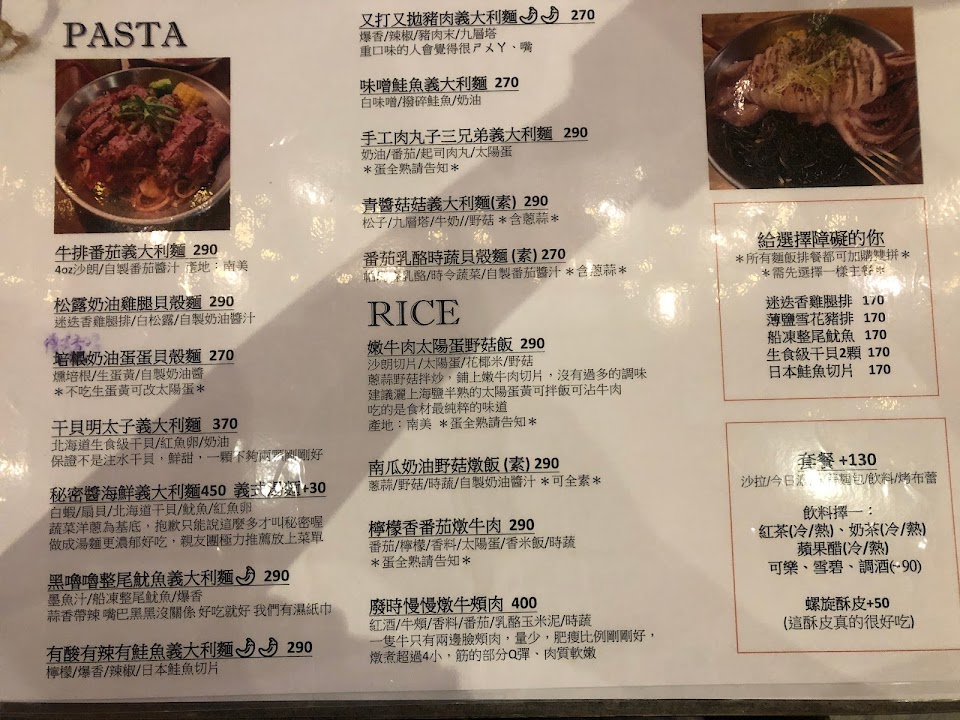 PASTA
牛排番茄義大利麵 290
4oz沙朗/自製番茄醬汁 產地：南美
松露奶油雞腿貝殼麵 290
迷迭香雞腿排/白松露/自製奶油醬汁
培根奶油蛋蛋貝殼麵 270
燻培根/生蛋黃/自製奶油醬
＊不吃生蛋黃可改太陽蛋＊
干貝明太子義大利麵 370
北海道生食級干貝/紅魚卵/奶油
保證不是注水干貝，鮮甜，一顆不夠兩顆剛剛好
秘密醬海鮮義大利麵450 義式湯麵+30
白蝦/扇貝/北海道干貝/魷魚/紅魚卵
蔬菜洋蔥為基底，抱歉只能說這麼多才叫秘密喔
做成湯麵更濃郁好吃，親友團極力推薦放上菜單
黑嚕嚕整尾魷魚義大利麵 290
墨魚汁/船凍整尾魷魚/爆香
蒜香帶辣 嘴巴黑黑沒關係 好吃就好 我們有濕紙巾
有酸有辣有鮭魚義大利麵 290
檸檬/爆香/辣椒/日本鮭魚切片
又打又拋豬肉義大利麵 270
爆香/辣椒/豬肉末/九層塔
重口味的人會覺得很ㄕㄨㄚ、嘴
味噌鮭魚義大利麵 270
白味噌/撥碎鮭魚/奶油
手工肉丸子三兄弟義大利麵 290
奶油/番茄/起司肉丸/太陽蛋
＊蛋全熟請告知＊
青醬菇菇義大利麵(素) 290
松子/九層塔/牛奶//野菇 ＊含蔥蒜＊
番茄乳酪時蔬貝殼麵 (素) 270
乳酪/時令蔬菜/自製番茄醬汁 ＊含蔥蒜＊
RICE
嫩牛肉太陽蛋野菇飯 290
沙朗切片/太陽蛋/花椰米/野菇
蔥蒜野菇拌炒，鋪上嫩牛肉切片，沒有過多的調味
建議灑上海鹽半熟的太陽蛋黃可拌飯可沾牛肉
吃的是食材最純粹的味道
產地：南美 ＊蛋全熟請告知＊
南瓜奶油野菇燉飯 (素) 290
蔥蒜/野菇/時蔬/自製奶油醬汁 ＊可全素＊
檸檬香番茄燉牛肉 290
番茄/檸檬/香料/太陽蛋/香米飯/時蔬
＊蛋全熟請告知＊
廢時慢慢燉牛頰肉 400
紅酒/牛頰/香料/番茄/乳酪玉米泥/時蔬
一隻牛只有兩邊臉頰肉，量少，肥瘦比例剛剛好，
燉煮超過4小，筋的部分Q彈、肉質軟嫩
給選擇障礙的你
＊所有麵飯排餐都可加購雙拼＊
＊需先選擇一樣主餐＊
迷迭香雞腿排 170
薄鹽雪花豬排 170
船凍整尾魷魚 170
生食級干貝2顆 170
日本鮭魚切片 170
套餐 +130
沙拉/今日 麵包/飲料/烤布蕾
飲料擇一：
紅茶(冷/熱)、奶茶(冷/熱)
蘋果醋(冷/熱)
可樂、雪碧、調酒(+90)
螺旋酥皮+50
(這酥皮真的很好吃)